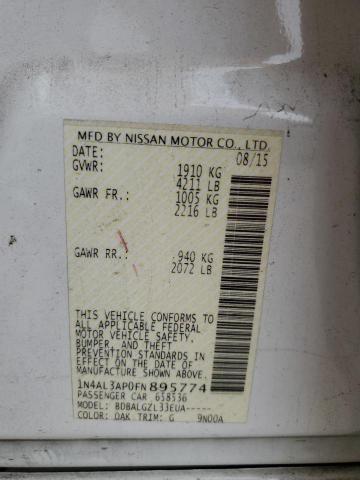 MFD BY NISSAN MOTOR CO., LTD.
DATE: 08/15
GVWR: 1910 KG
4211 LB
GAWR FR.: 1005 KG
2216 LB
GAWR RR.: 940 KG
2072 LB
THIS VEHICLE CONFORMS TO
ALL APPLICABLE FEDERAL
MOTOR VEHICLE SAFETY,
BUMPER, AND THEFT
PREVENTION STANDARDS IN
EFFECT ON THE DATE OF
MANUFACTURE SHOWN ABOVE.
1N4AL3AP0FN895774
PASSENGER CAR 658536
MODEL: BDBALGZL33EUA-----
COLOR: QAK TRIM: G 9N00A